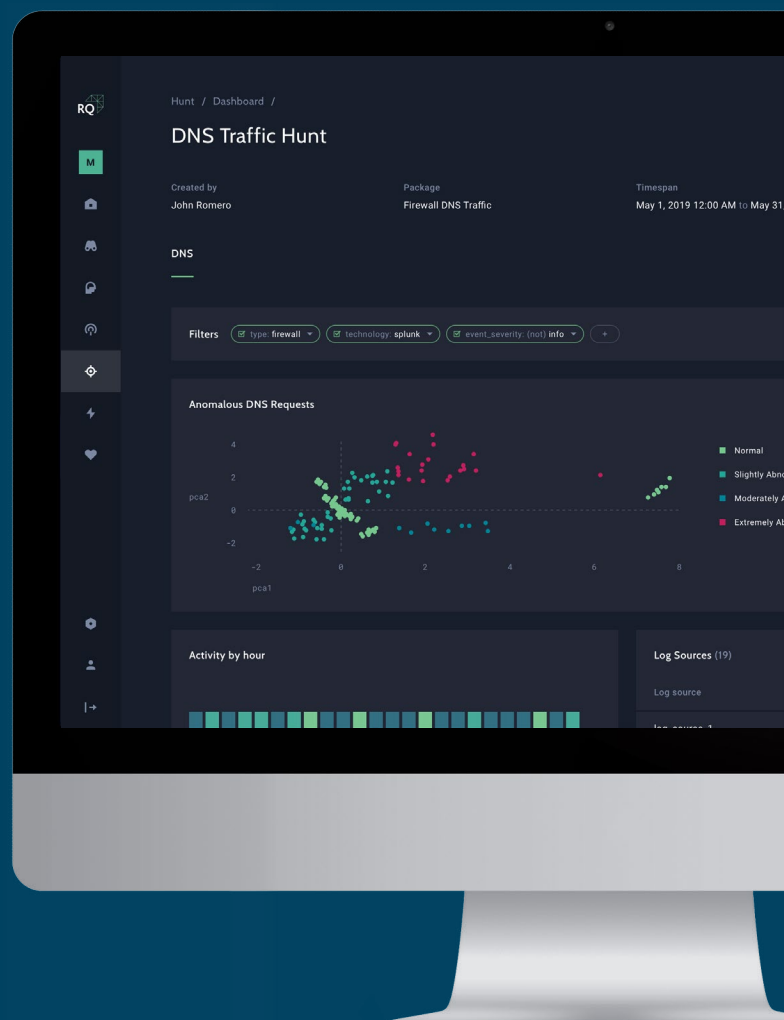 RQ
M
Hunt / Dashboard /
DNS Traffic Hunt
Created by
John Romero
Package
Firewall DNS Traffic
Timespan
May 1, 2019 12:00 AM to May 31,
DNS
Filters
type: firewall
technology: splunk
event_severity: (not) info
+
Anomalous DNS Requests
4
2
0
-2
pca2
-2 0 2 4 6 8
pca1
Normal
Slightly Abno
Moderately A
Extremely Ab
Activity by hour
Log Sources (19)
Log source